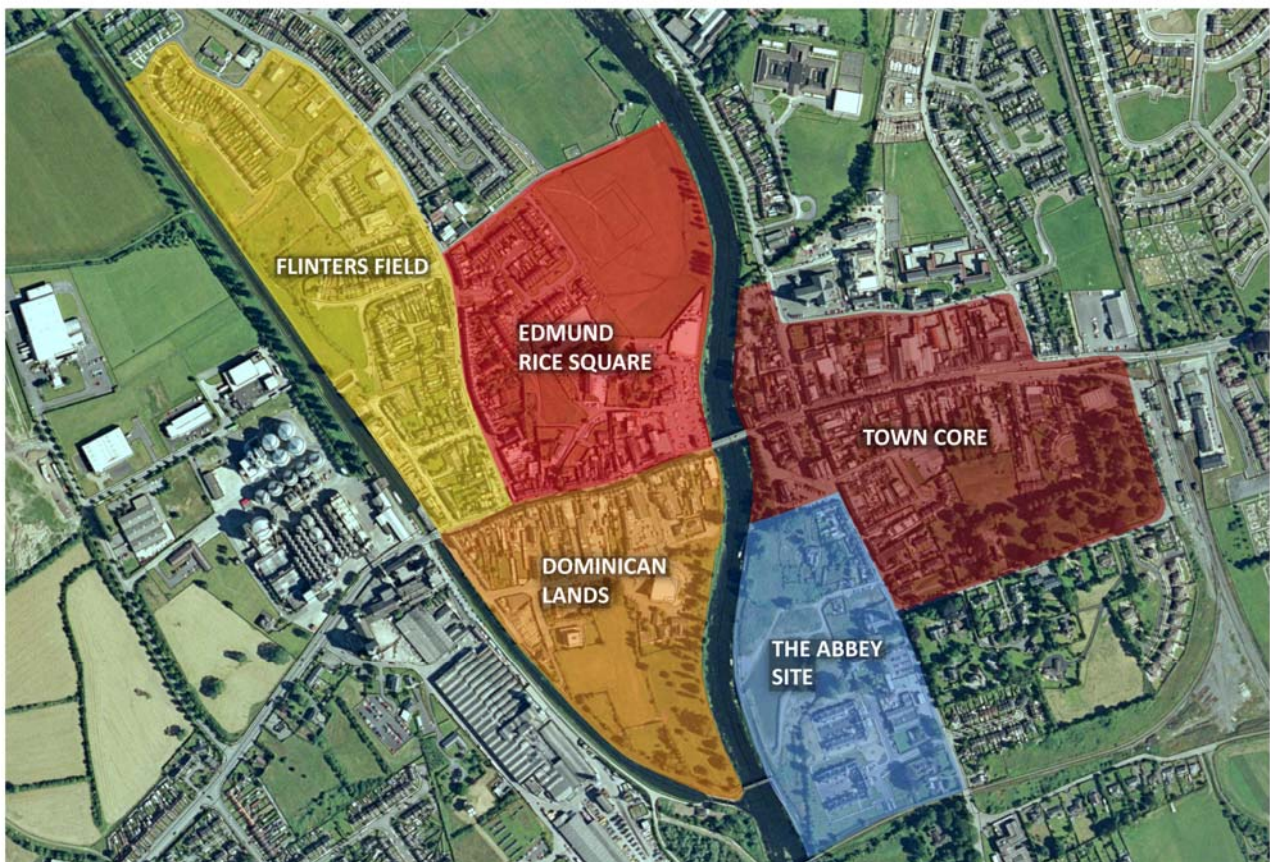 FLINTERS FIELD
EDMUND
RICE SQUARE
TOWN CORE
DOMINICAN
LANDS
THE ABBEY
SITE